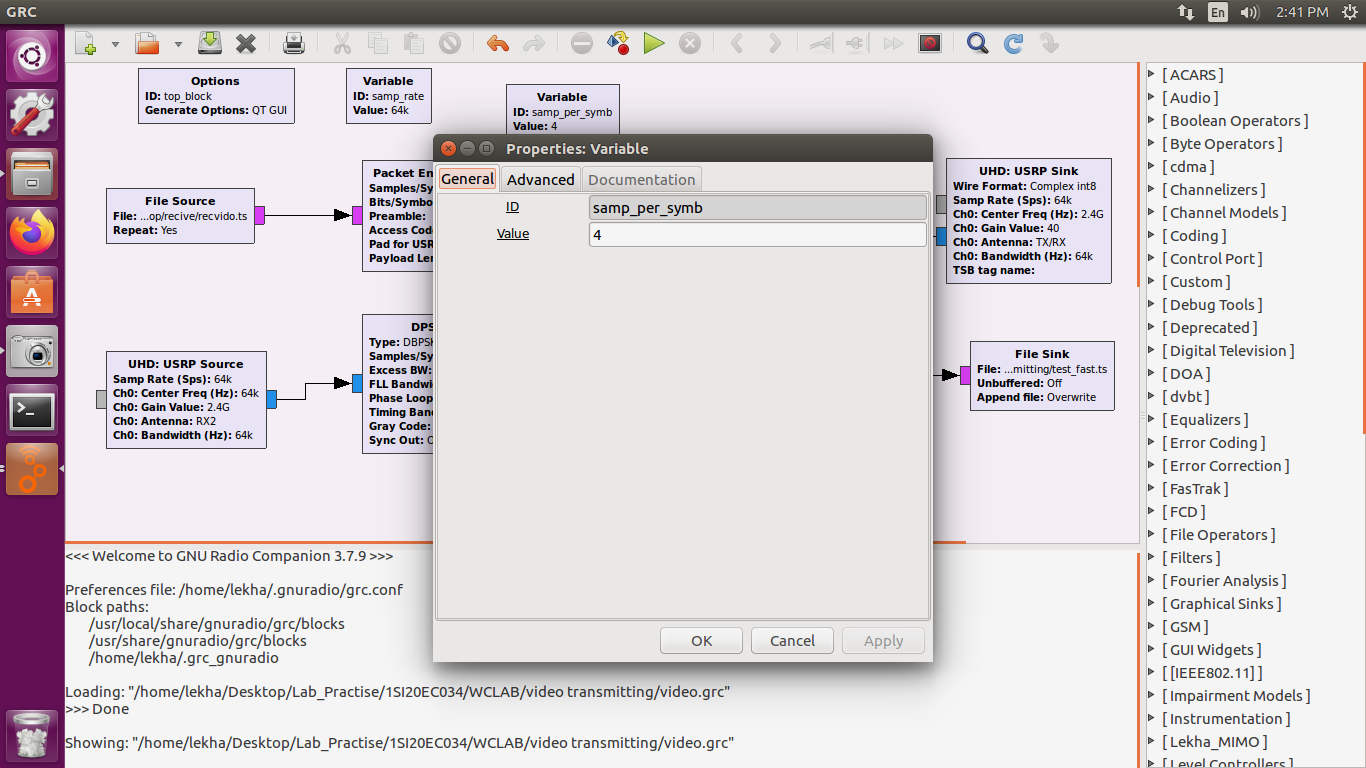 GRC
En
2:41 PM
Options
ID: top_block
Generate Options: QT GUI
Variable
ID: samp_rate
Value: 64k
Variable
ID: samp_per_symb
Value: 4
File Source
File: ...op/recive/recvido.ts
Repeat: Yes
Packet En
Samples/Sy
Bits/Symbo
Preamble:
Access Code
Pad for USR
Payload Len
UHD: USRP Sink
Wire Format: Complex int8
Samp Rate (Sps): 64k
Ch0: Center Freq (Hz): 2.4G
Ch0: Gain Value: 40
Ch0: Antenna: TX/RX
Ch0: Bandwidth (Hz): 64k
TSB tag name:
UHD: USRP Source
Samp Rate (Sps): 64k
Ch0: Center Freq (Hz): 64k
Ch0: Gain Value: 2.4G
Ch0: Antenna: RX2
Ch0: Bandwidth (Hz): 64k
DPS
Type: DBPSK
Samples/Sy
Excess BW:
FLL Bandwi
Phase Loop
Timing Band
Gray Code:
Sync Out: O
File Sink
File: ...mitting/test_fast.ts
Unbuffered: Off
Append file: Overwrite
Properties: Variable
General
Advanced
Documentation
ID
samp_per_symb
Value
4
OK
Cancel
Apply
<<< Welcome to GNU Radio Companion 3.7.9 >>>
Preferences file: /home/lekha/.gnuradio/grc.conf
Block paths:
/usr/local/share/gnuradio/grc/blocks
/usr/share/gnuradio/grc/blocks
/home/lekha/.grc_gnuradio
Loading: "/home/lekha/Desktop/Lab_Practise/1SI20EC034/WCLAB/video transmitting/video.grc"
>>> Done
Showing: "/home/lekha/Desktop/Lab_Practise/1SI20EC034/WCLAB/video transmitting/video.grc"
[ ACARS ]
[ Audio ]
[ Boolean Operators ]
[ Byte Operators ]
[ cdma ]
[ Channelizers ]
[ Channel Models ]
[ Coding ]
[ Control Port ]
[ Custom ]
[ Debug Tools ]
[ Deprecated ]
[ Digital Television ]
[ DOA ]
[ dvbt ]
[ Equalizers ]
[ Error Coding ]
[ Error Correction ]
[ FasTrak ]
[ FCD ]
[ File Operators ]
[ Filters ]
[ Fourier Analysis ]
[ Graphical Sinks ]
[ GSM ]
[ GUI Widgets ]
[ [IEEE802.11] ]
[ Impairment Models ]
[ Instrumentation ]
[ Lekha_MIMO ]
[ Level Controllers ]